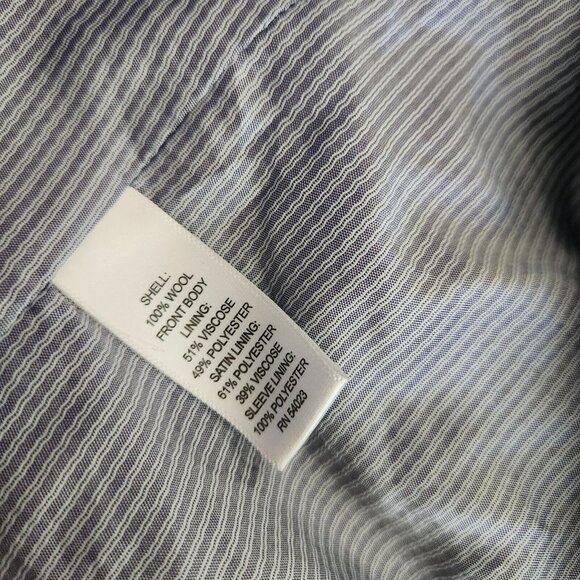 SHELL:
100% WOOL
FRONT BODY
LINING:
51% VISCOSE
49% POLYESTER
SATIN LINING:
61% POLYESTER
39% VISCOSE
SLEEVE LINING:
100% POLYESTER
RN 54023